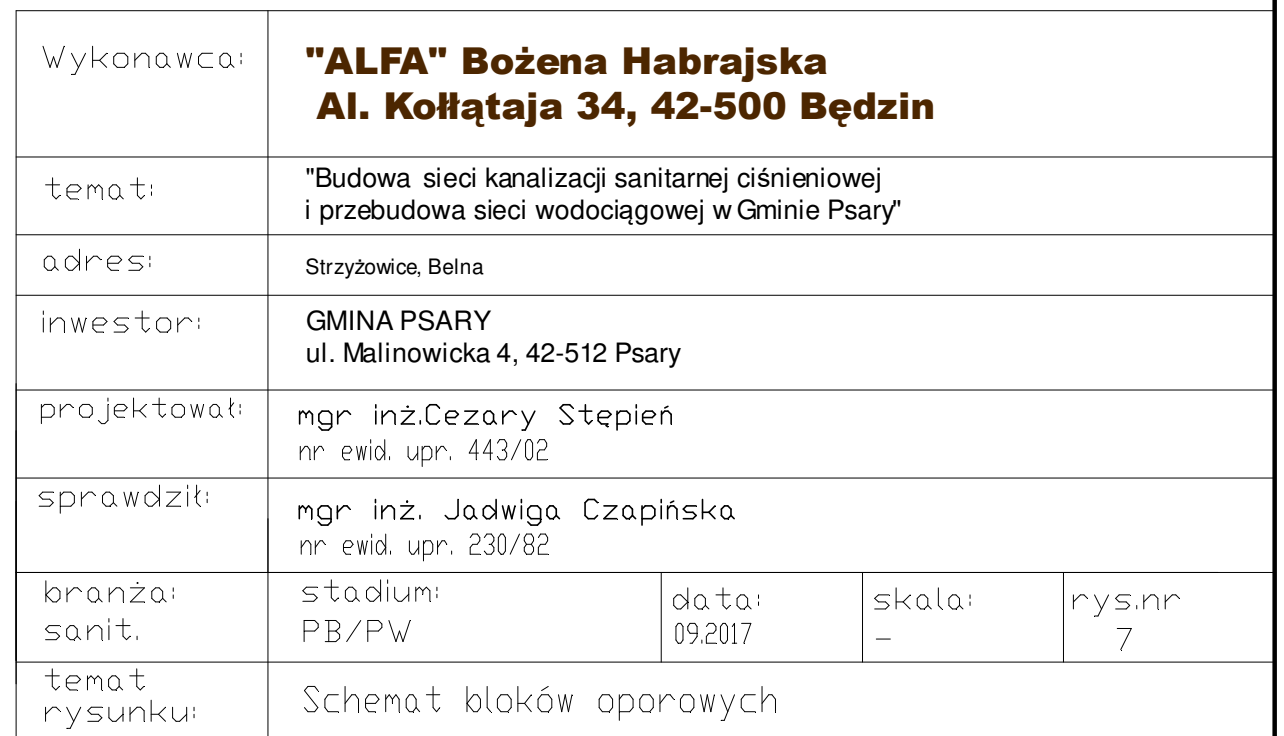 Wykonawca:
"ALFA" Bożena Habrajska
Al. Kołłątaja 34, 42-500 Będzin
temat:
"Budowa sieci kanalizacji sanitarnej ciśnieniowej
i przebudowa sieci wodociągowej w Gminie Psary"
adres:
Strzyżowice, Belna
inwestor:
GMINA PSARY
ul. Malinowicka 4, 42-512 Psary
projektował:
mgr inż.Cezary Stępień
nr ewid. upr. 443/02
sprawdził:
mgr inż. Jadwiga Czapińska
nr ewid. upr. 230/82
branża:
sanit.
stadium:
PB/PW
data:
09.2017
skala:
–
rys.nr
7
temat
rysunku:
Schemat bloków oporowych